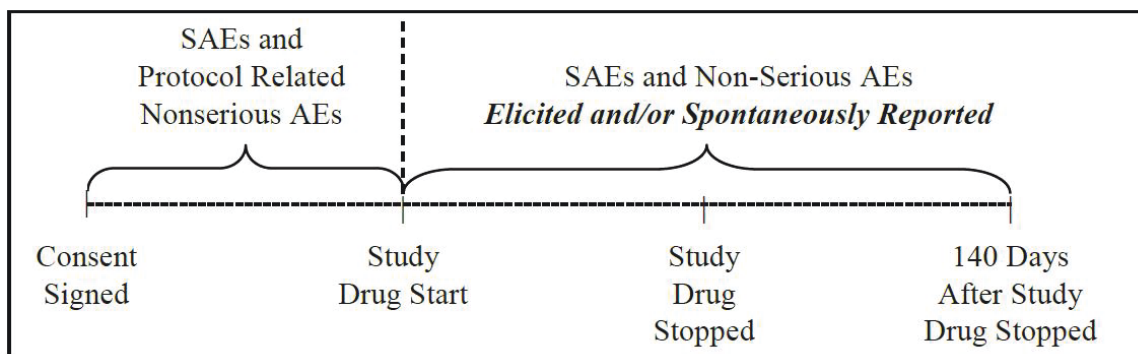 SAEs and
Protocol Related
Nonserious AEs
SAEs and Non-Serious AEs
Elicited and/or Spontaneously Reported
Consent
Signed
Study
Drug Start
Study
Drug
Stopped
140 Days
After Study
Drug Stopped